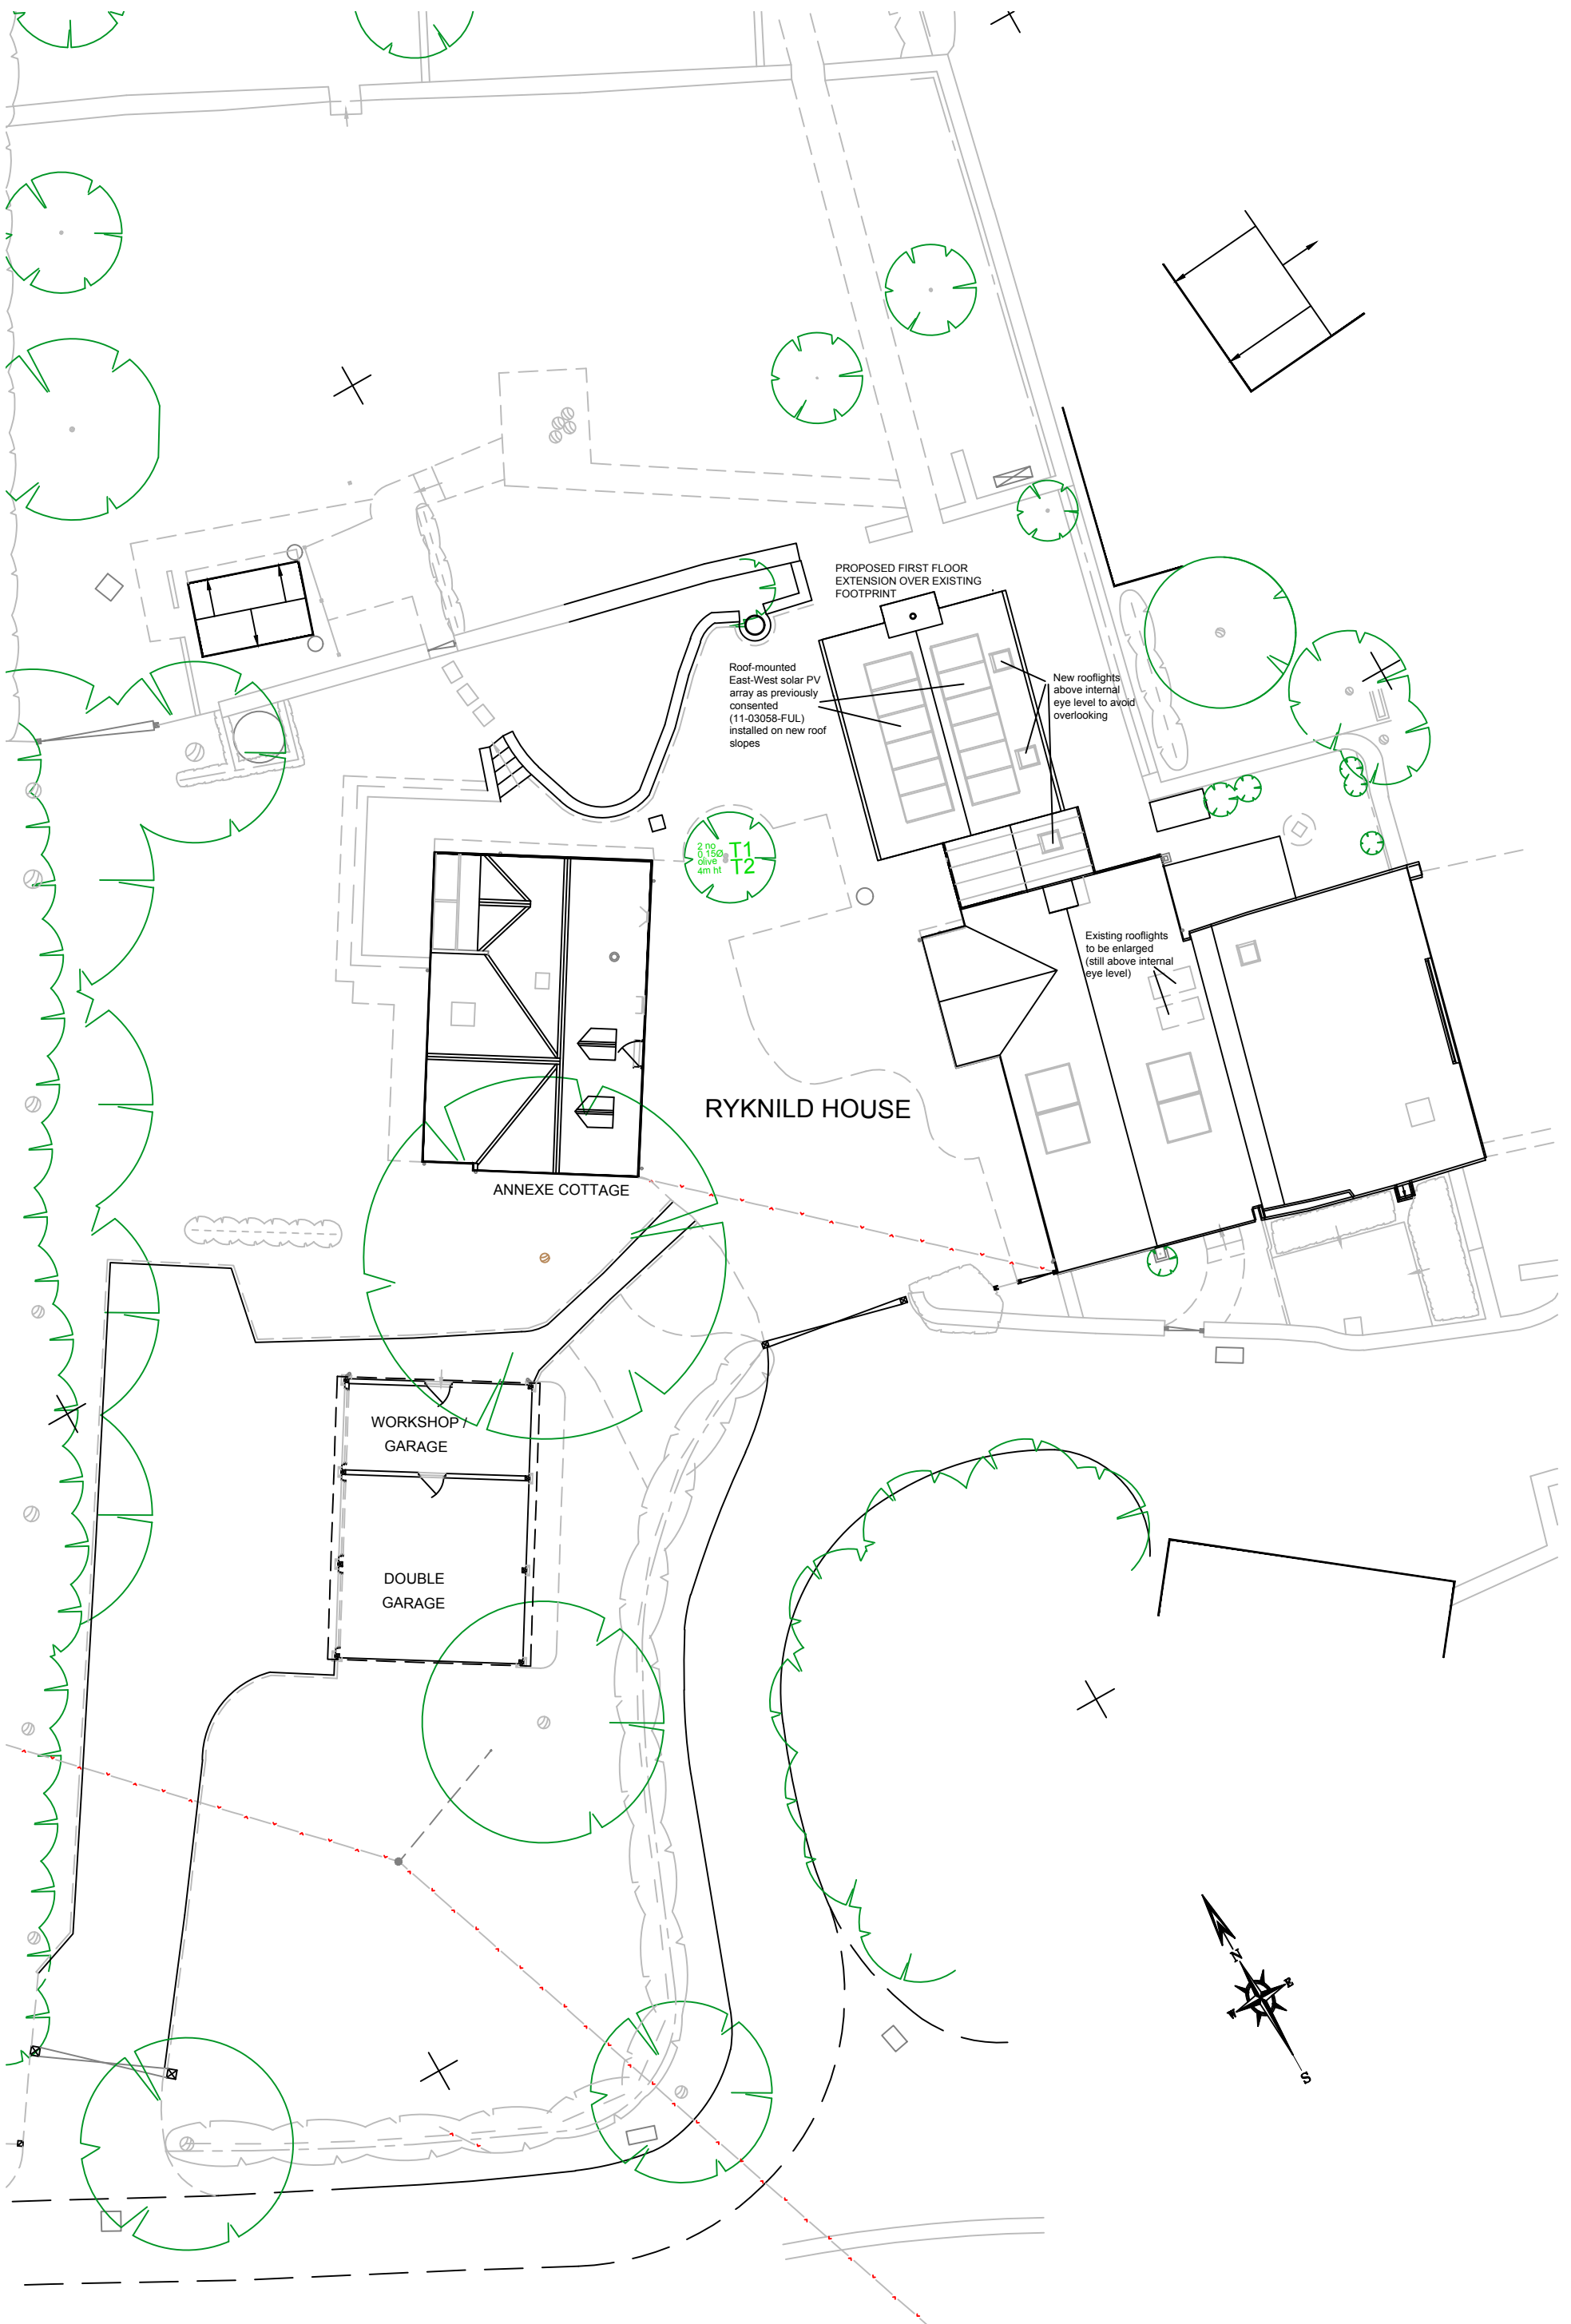 PROPOSED FIRST FLOOR
EXTENSION OVER EXISTING
FOOTPRINT
Roof-mounted
East-West solar PV
array as previously
consented
(11-03058-FUL)
installed on new roof
slopes
New rooflights
above internal
eye level to avoid
overlooking
2 no
0.15Ø
olive
4m ht
T1
T2
Existing rooflights
to be enlarged
(still above internal
eye level)
RYKNILD HOUSE
ANNEXE COTTAGE
WORKSHOP /
GARAGE
DOUBLE
GARAGE
N
E
W
S